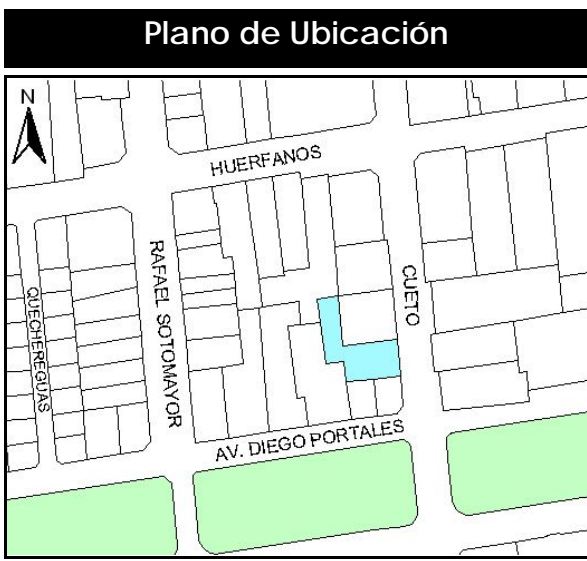 Plano de Ubicación
N
HUERFANOS
QUECHEREGUAS
RAFAEL SOTOMAYOR
CUETO
AV. DIEGO PORTALES